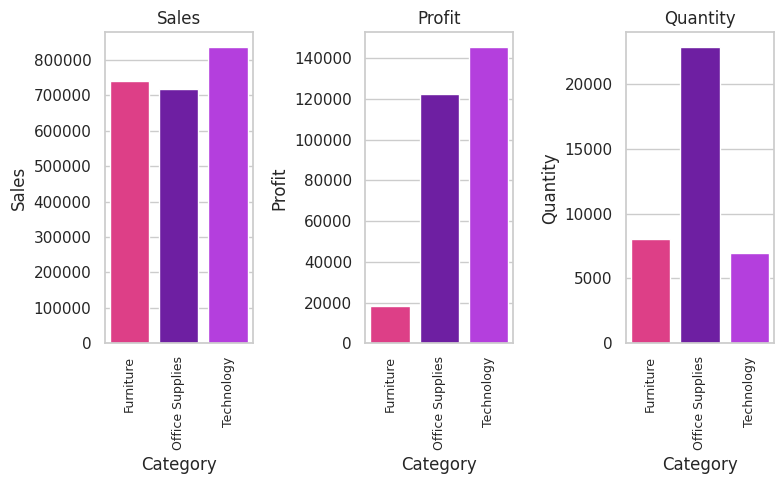 Sales
Sales
800000
700000
600000
500000
400000
300000
200000
100000
0
Furniture
Office Supplies
Technology
Category
Profit
Profit
140000
120000
100000
80000
60000
40000
20000
0
Furniture
Office Supplies
Technology
Category
Quantity
Quantity
20000
15000
10000
5000
0
Furniture
Office Supplies
Technology
Category